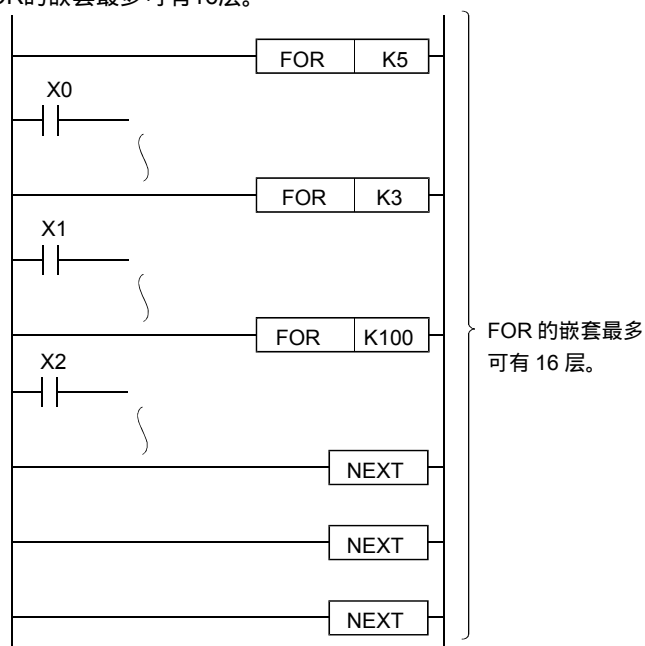 OR的嵌套最多可有16层。
FOR K5
X0
FOR K3
X1
FOR K100
X2
FOR 的嵌套最多
可有 16 层。
NEXT
NEXT
NEXT